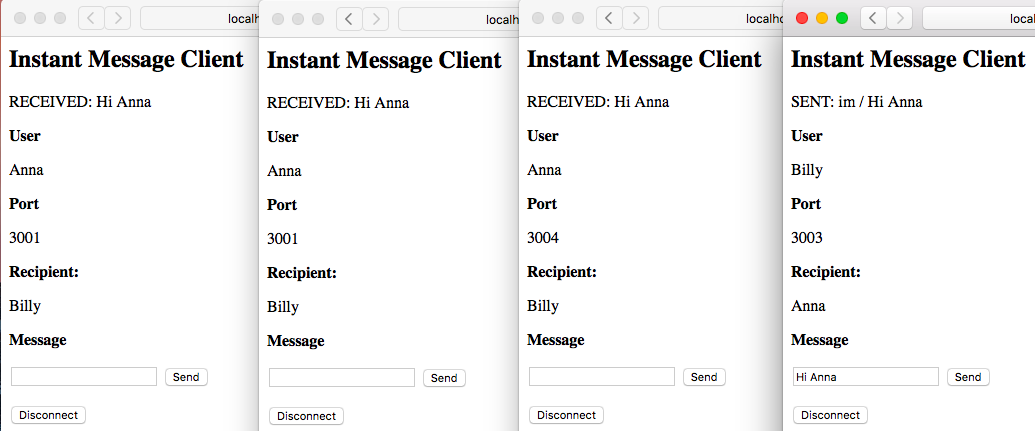 localh
Instant Message Client
RECEIVED: Hi Anna
User
Anna
Port
3001
Recipient:
Billy
Message
Send
Disconnect
localh
Instant Message Client
RECEIVED: Hi Anna
User
Anna
Port
3001
Recipient:
Billy
Message
Send
Disconnect
localho
Instant Message Client
RECEIVED: Hi Anna
User
Anna
Port
3004
Recipient:
Billy
Message
Send
Disconnect
local
Instant Message Client
SENT: im / Hi Anna
User
Billy
Port
3003
Recipient:
Anna
Message
Hi Anna Send
Disconnect